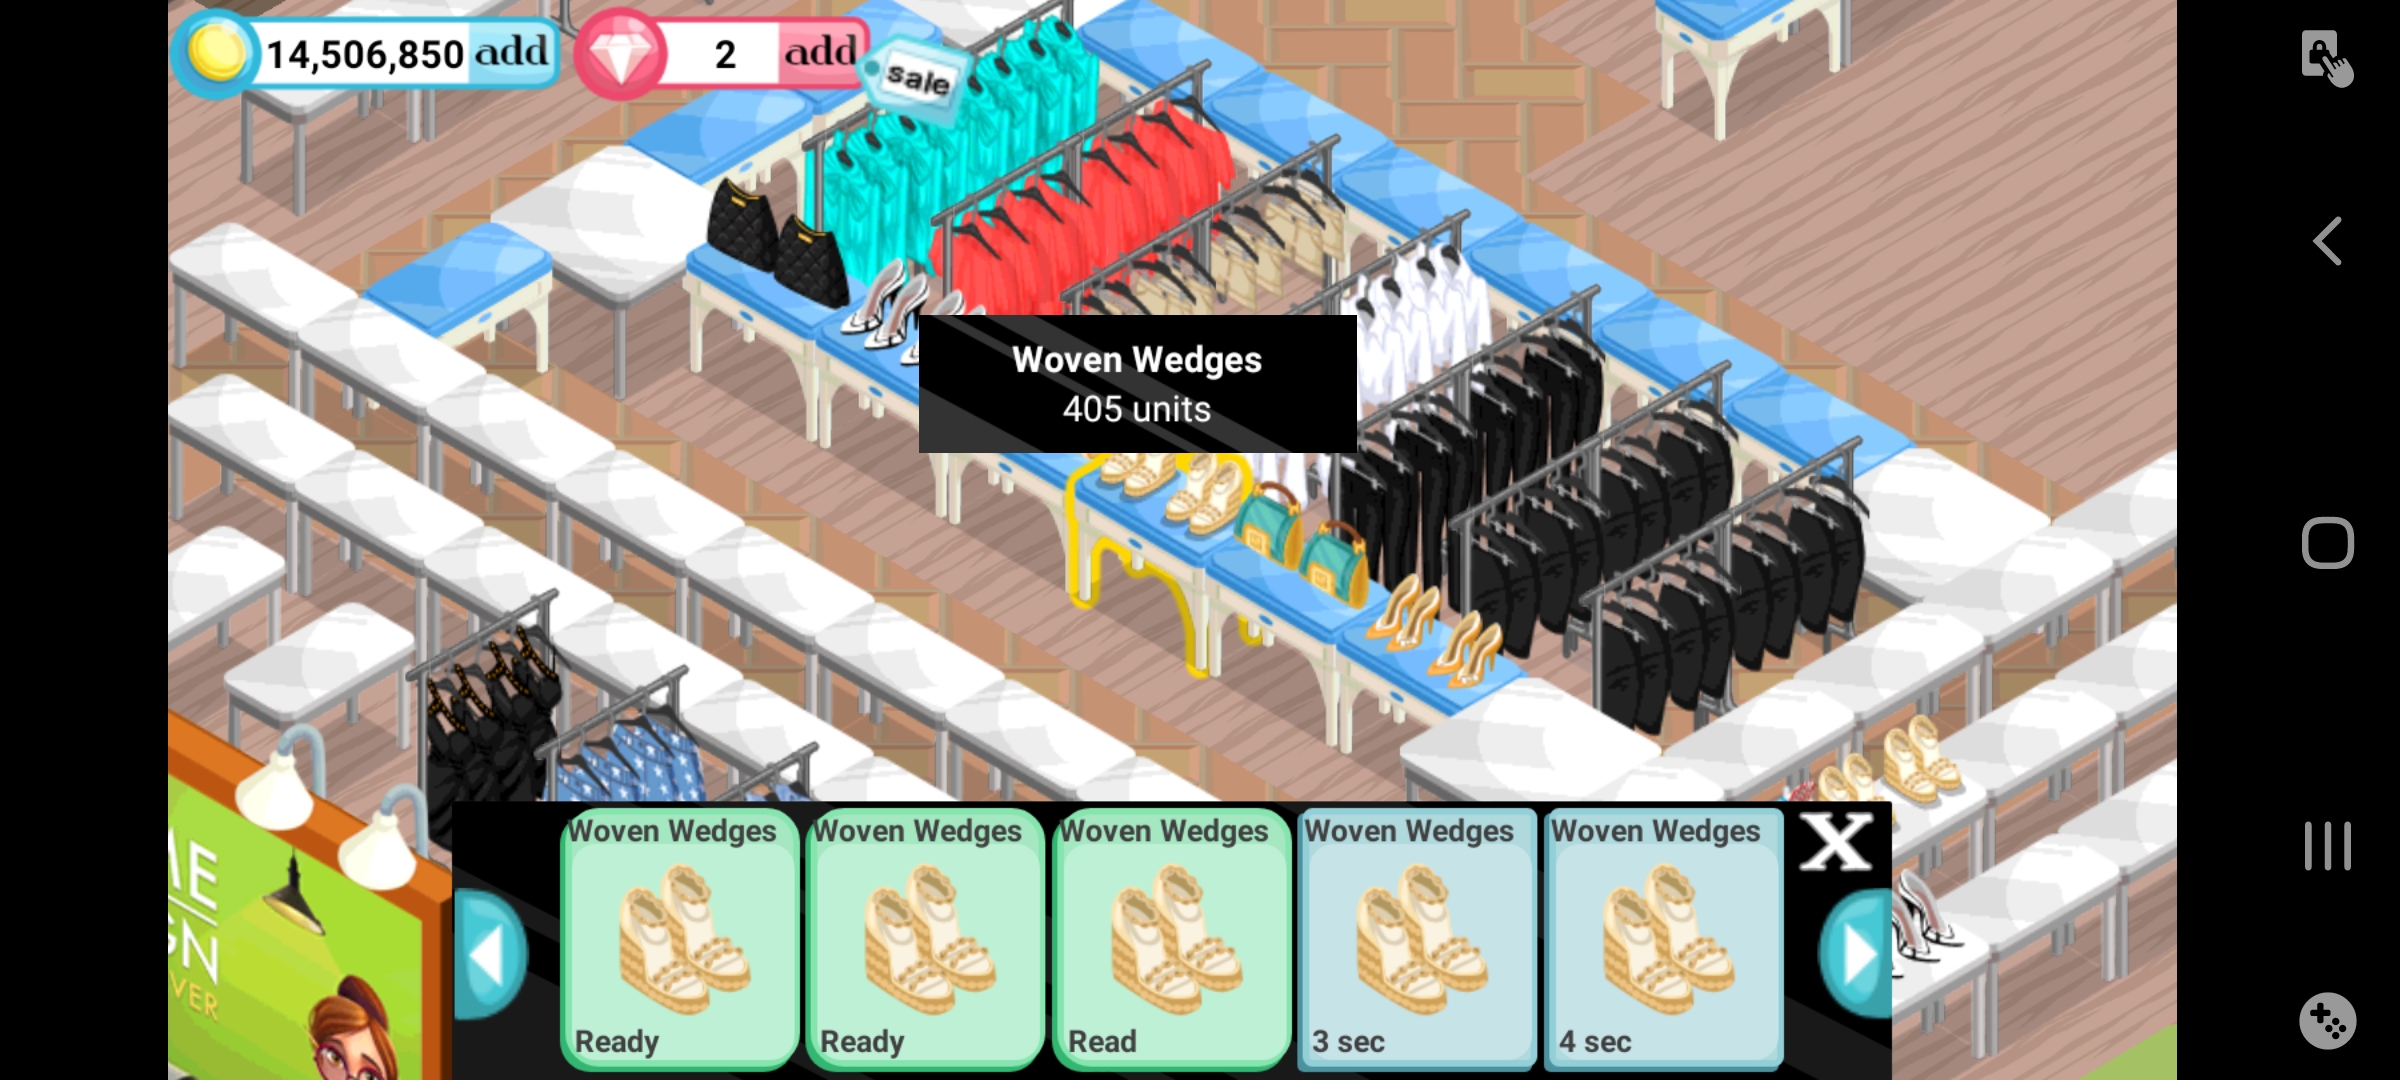 14,506,850 add
2 add
sale
Woven Wedges
405 units
Woven Wedges
Ready
Woven Wedges
Ready
Woven Wedges
Read
Woven Wedges
3 sec
Woven Wedges
4 sec
X
VER